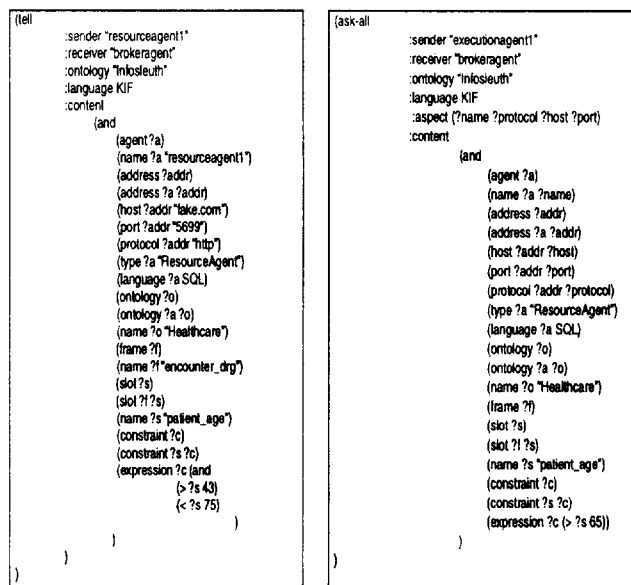 (tell
:sender "resourceagent1"
:receiver "brokeragent"
:ontology "Infosleuth"
:language KIF
:content
(and
(agent ?a)
(name ?a "resourceagent1")
(address ?addr)
(address ?a ?addr)
(host ?addr "fake.com")
(port ?addr "5699")
(protocol ?addr "http")
(type ?a "ResourceAgent")
(language ?a SQL)
(ontology ?o)
(ontology ?a ?o)
(name ?o "Healthcare")
(frame ?f)
(name ?f "encounter_drg")
(slot ?s)
(slot ?f ?s)
(name ?s "patient_age")
(constraint ?c)
(constraint ?s ?c)
(expression ?c (and
(> ?s 43)
(< ?s 75)
)
)
)
)
(ask-all
:sender "executionagent1"
:receiver "brokeragent"
:ontology "Infosleuth"
:language KIF
:aspect (?name ?protocol ?host ?port)
:content
(and
(agent ?a)
(name ?a ?name)
(address ?addr)
(address ?a ?addr)
(host ?addr ?host)
(port ?addr ?port)
(protocol ?addr ?protocol)
(type ?a "ResourceAgent")
(language ?a SQL)
(ontology ?o)
(ontology ?a ?o)
(name ?o "Healthcare")
(frame ?f)
(slot ?s)
(slot ?f ?s)
(name ?s "patient_age")
(constraint ?c)
(constraint ?s ?c)
(expression ?c (> ?s 65))
)
)